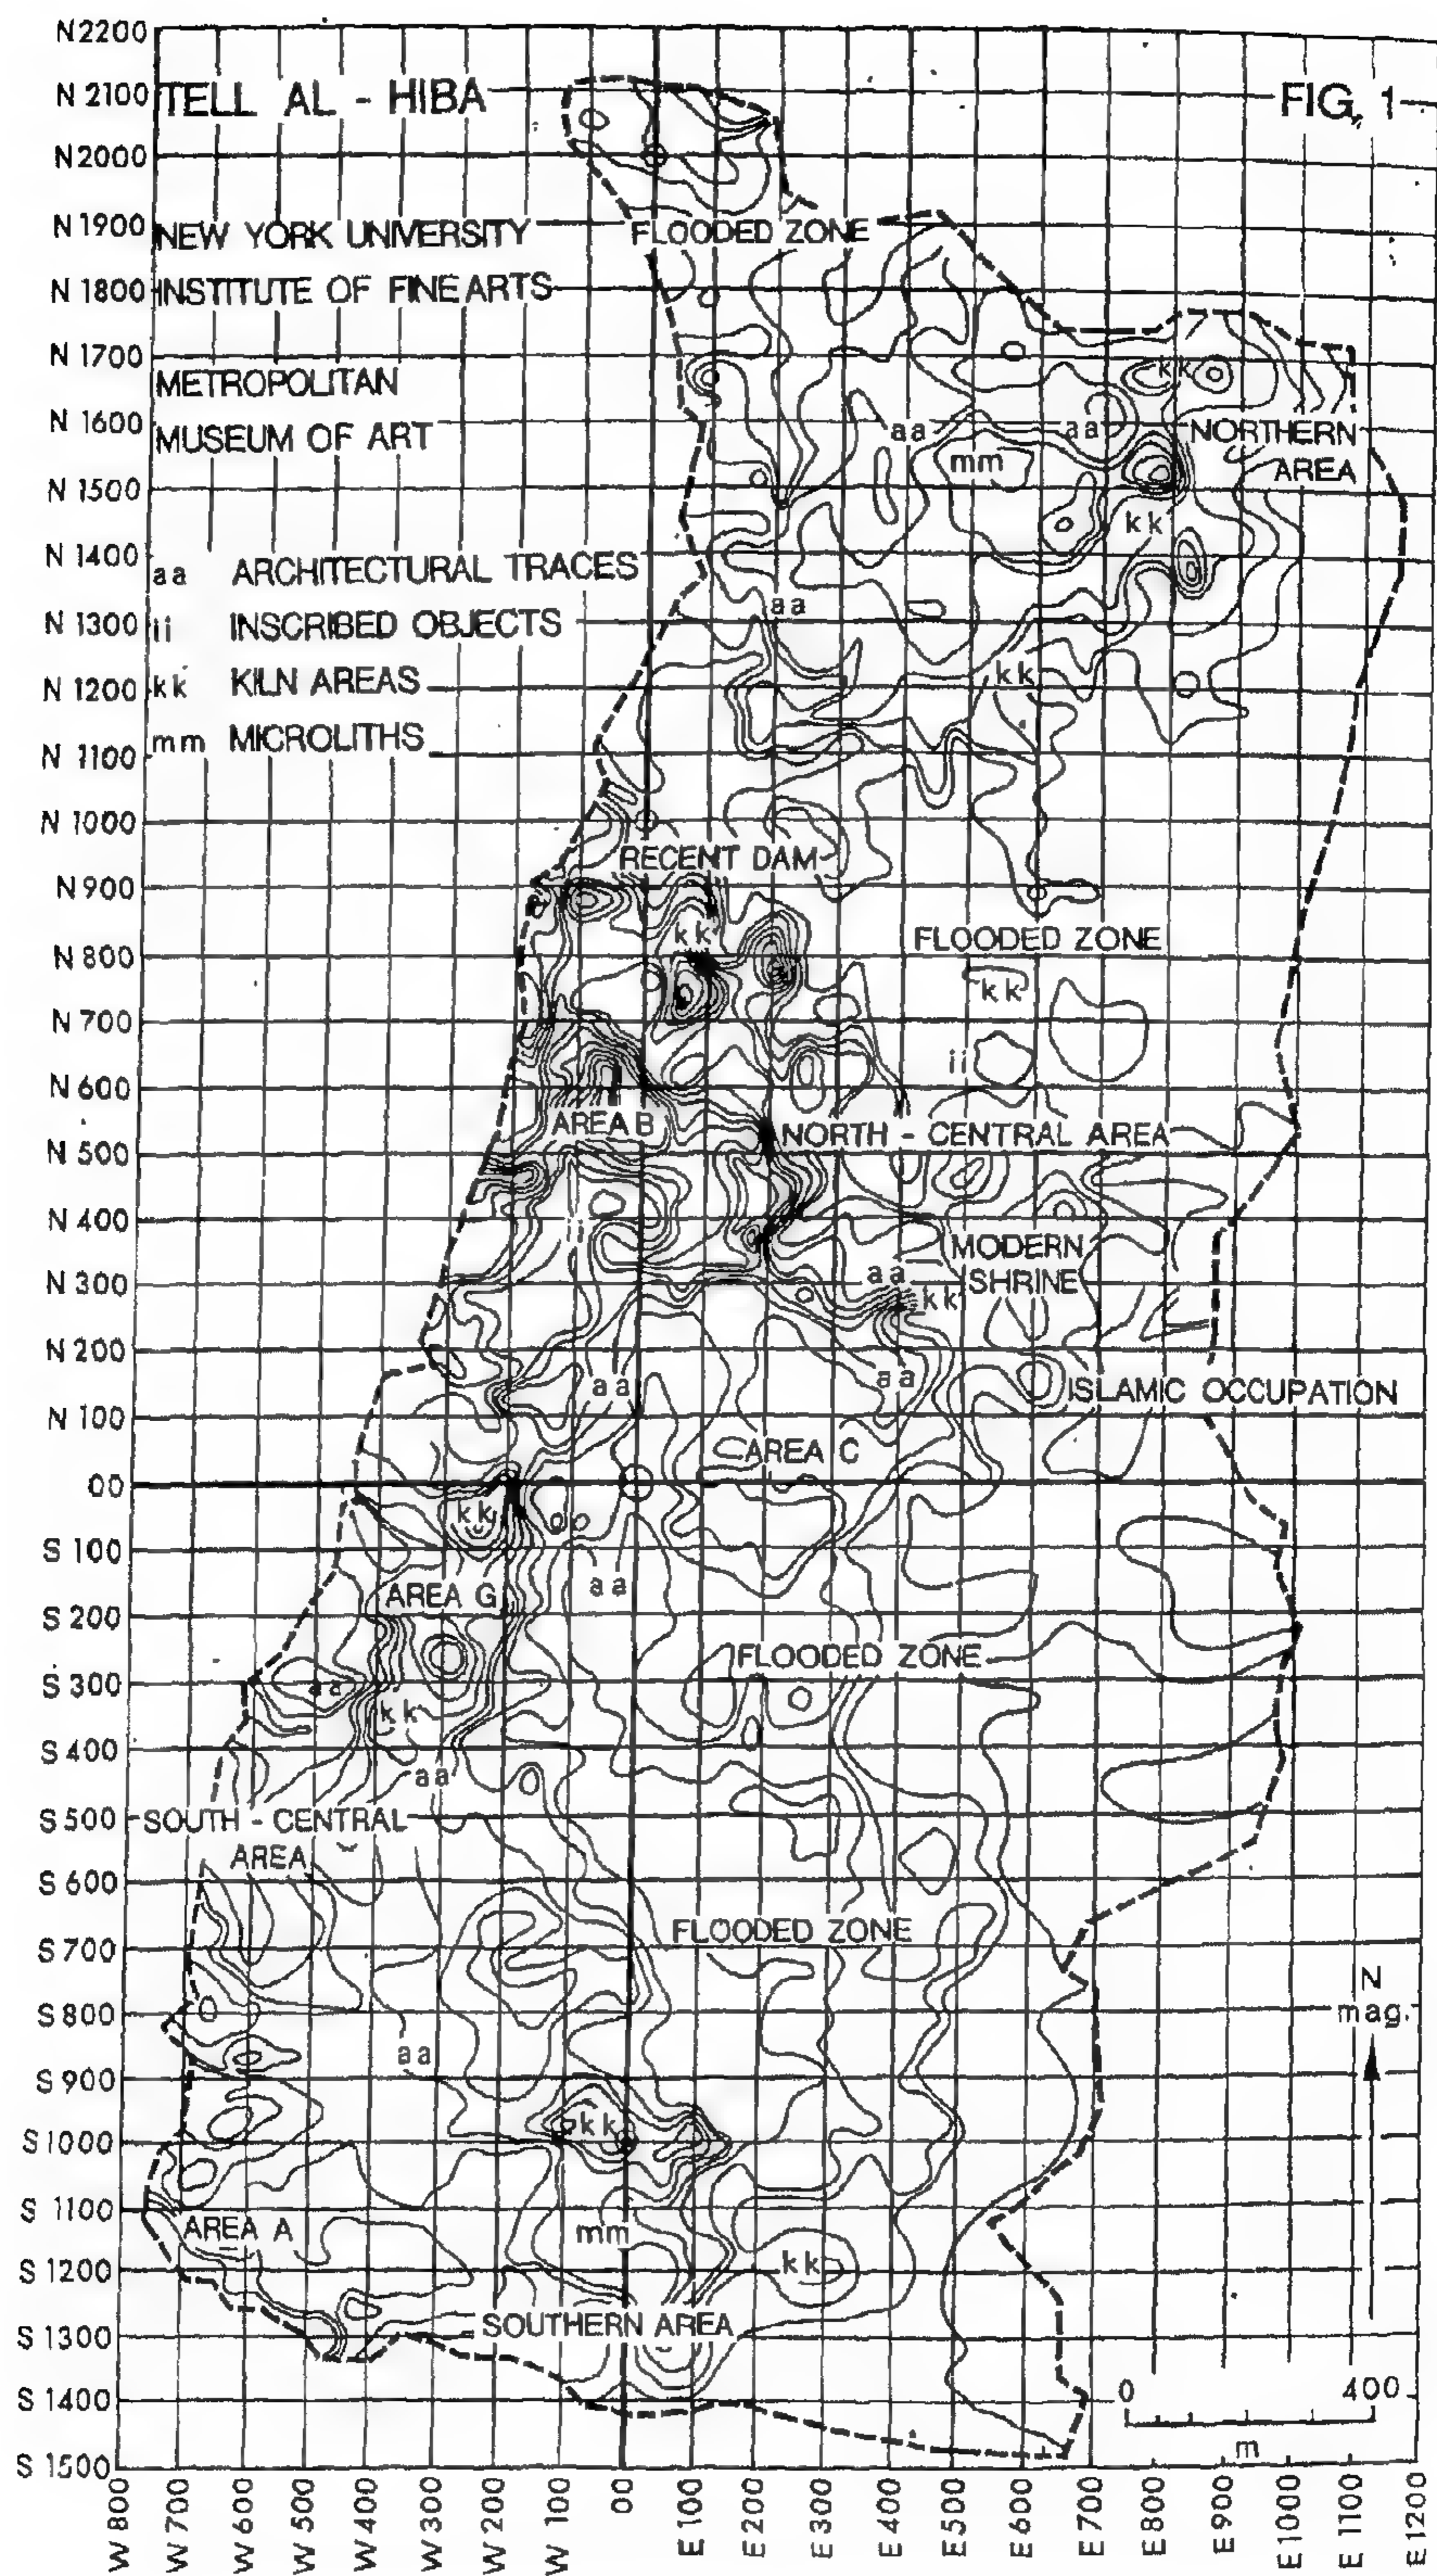 N2200
N 2100
TELL AL - HIBA
FIG. 1
N2000
N 1900
NEW YORK UNIVERSITY
FLOODED ZONE
N 1800
INSTITUTE OF FINE ARTS
N 1700
METROPOLITAN
kk
N 1600
MUSEUM OF ART
aa
aa
NORTHERN
AREA
mm
N 1500
kk
N 1400
aa ARCHITECTURAL TRACES
aa
N 1300
ii INSCRIBED OBJECTS
N 1200
kk KILN AREAS
kk
mm MICROLITHS
N 1100
N 1000
RECENT DAM
N 900
kk
FLOODED ZONE
N 800
kk
N 700
ii
N 600
AREA B
NORTH - CENTRAL AREA
N 500
N 400
ii
MODERN
SHRINE
aa
N 300
kk
N 200
aa
aa
ISLAMIC OCCUPATION
N 100
AREA C
00
kk
S 100
aa
AREA G
S 200
FLOODED ZONE
S 300
aa
kk
S 400
aa
S 500
SOUTH - CENTRAL
AREA
S 600
FLOODED ZONE
S 700
N
mag.
S 800
aa
S 900
kk
S 1000
S 1100
AREA A
mm
S 1200
kk
SOUTHERN AREA
S 1300
0 400
S 1400
m
S 1500
W 800
W 700
W 600
W 500
W 400
W 300
W 200
W 100
00
E 100
E 200
E 300
E 400
E 500
E 600
E 700
E 800
E 900
E 1000
E 1100
E 1200